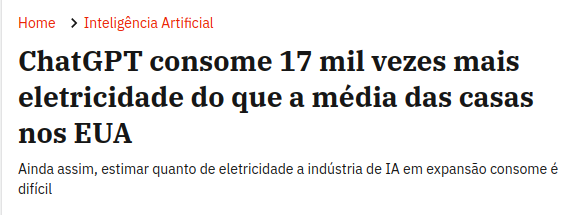 Home > Inteligência Artificial
ChatGPT consome 17 mil vezes mais
eletricidade do que a média das casas
nos EUA
Ainda assim, estimar quanto de eletricidade a indústria de IA em expansão consome é
difícil